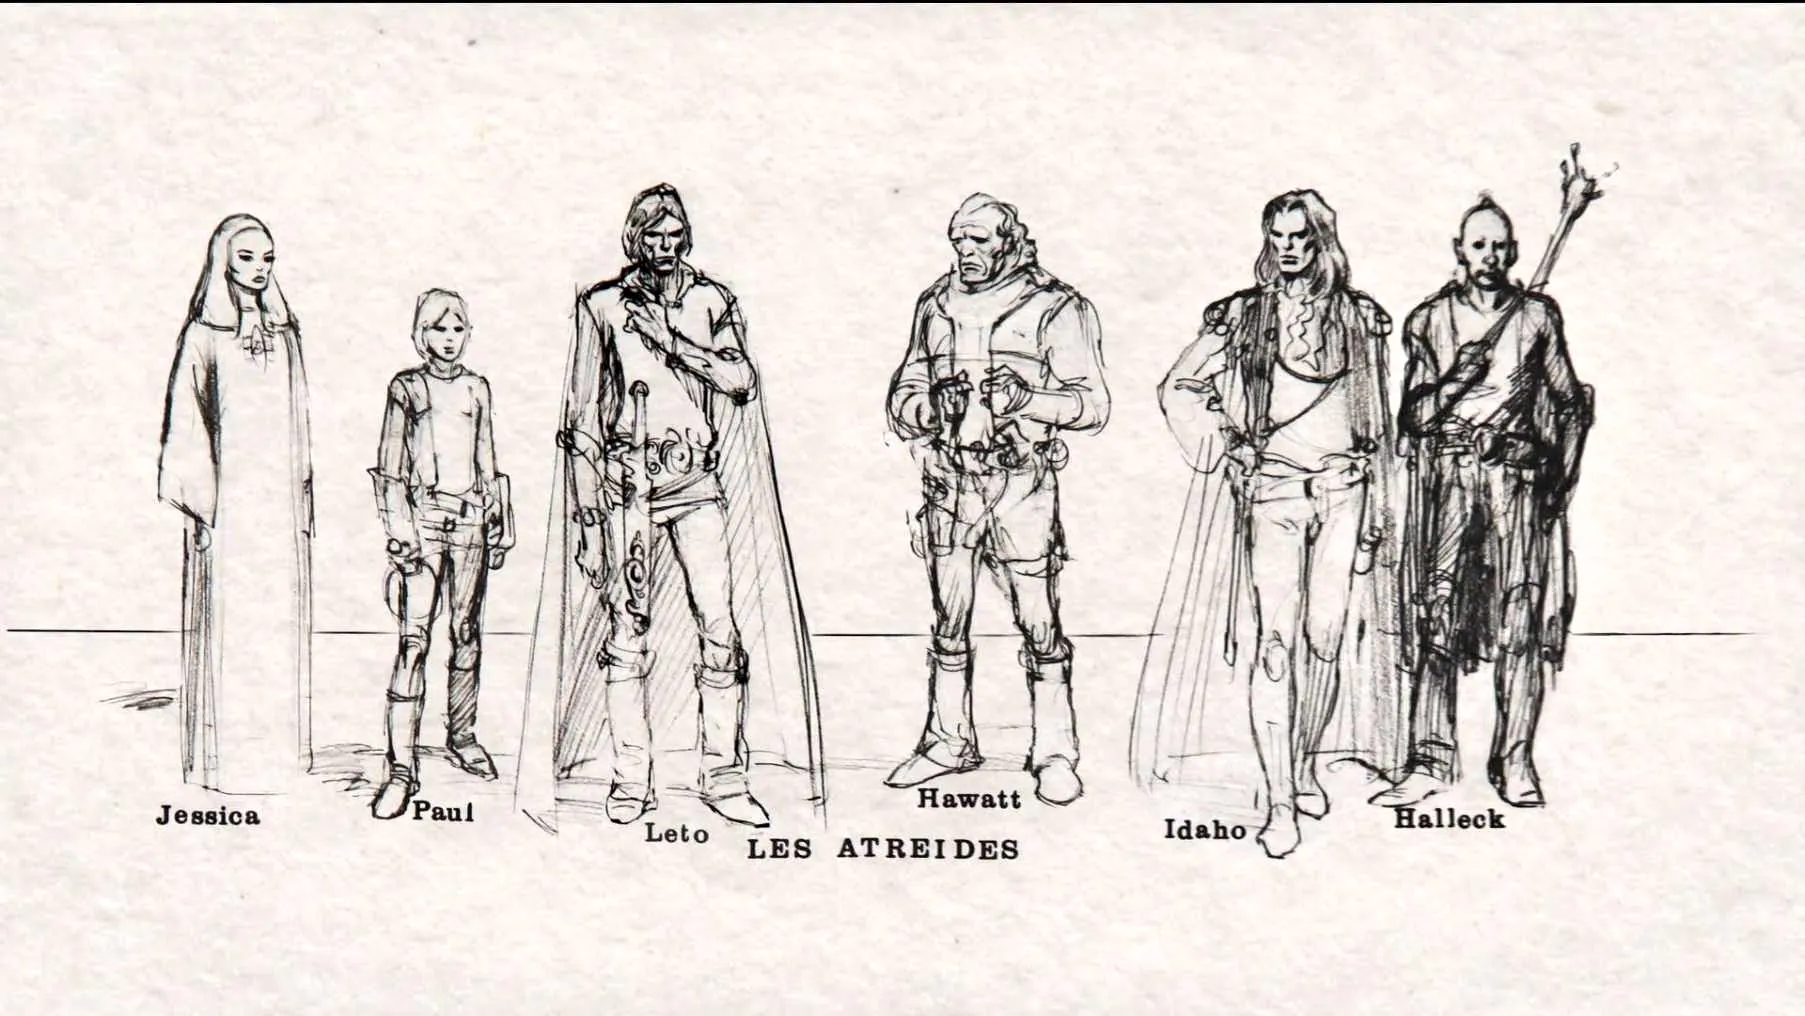 Jessica
Paul
Leto
Hawatt
Idaho
Halleck
LES ATREIDES